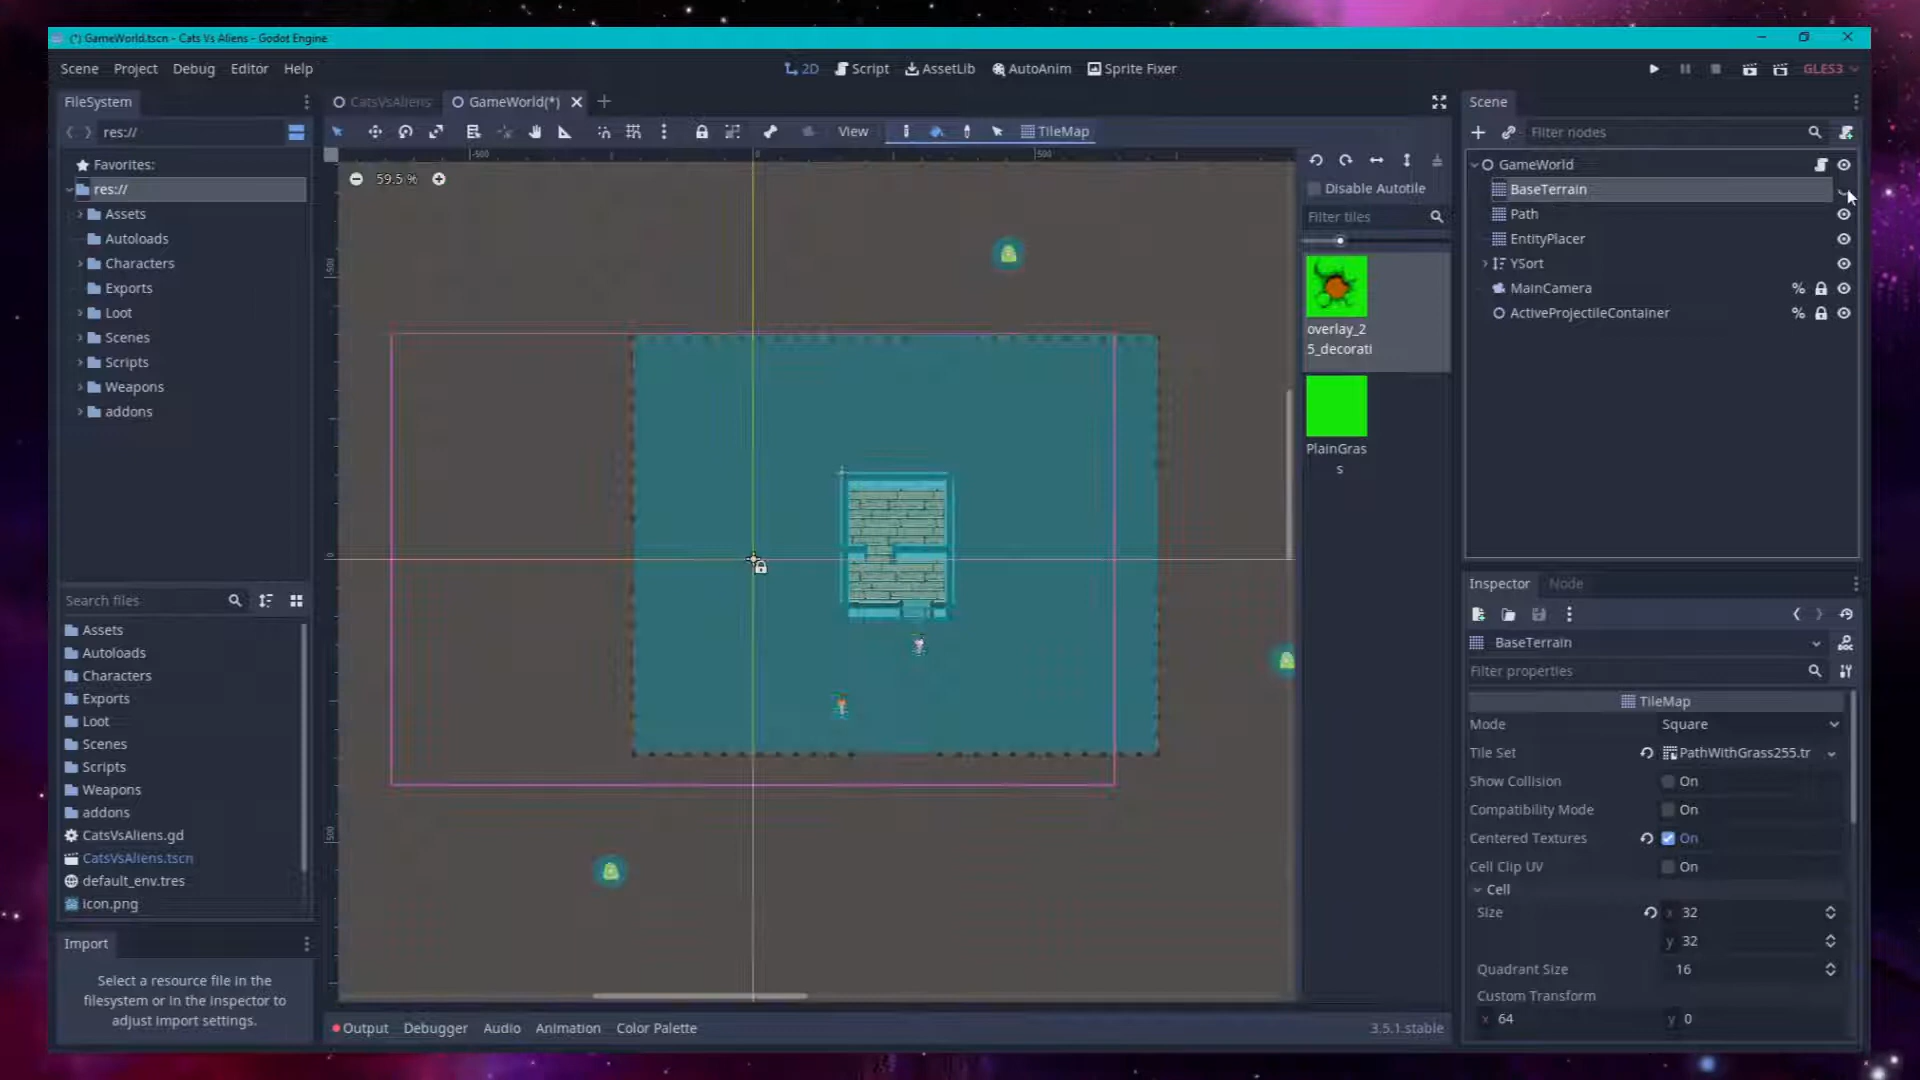 (*) GameWorld.tscn - Cats Vs Aliens - Godot Engine
Scene Project Debug Editor Help
2D Script AssetLib AutoAnim Sprite Fixer
GLES3
FileSystem
res://
Favorites:
res://
Assets
Autoloads
Characters
Exports
Loot
Scenes
Scripts
Weapons
addons
Search files
Assets
Autoloads
Characters
Exports
Loot
Scenes
Scripts
Weapons
addons
CatsVsAliens.gd
CatsVsAliens.tscn
default_env.tres
icon.png
Import
Select a resource file in the
filesystem or in the inspector to
adjust import settings.
CatsVsAliens GameWorld(*)
View TileMap
-500 0 500
59.5 %
-500
0
500
Disable Autotile
Filter tiles
overlay_2
5_decorati
PlainGras
s
Output Debugger Audio Animation Color Palette 3.5.1.stable
Scene
Filter nodes
GameWorld
BaseTerrain
Path
EntityPlacer
YSort
MainCamera %
ActiveProjectileContainer %
Inspector Node
BaseTerrain
Filter properties
TileMap
Mode Square
Tile Set PathWithGrass255.tr
Show Collision On
Compatibility Mode On
Centered Textures On
Cell Clip UV On
Cell
Size x 32
y 32
Quadrant Size 16
Custom Transform
x 64 y 0